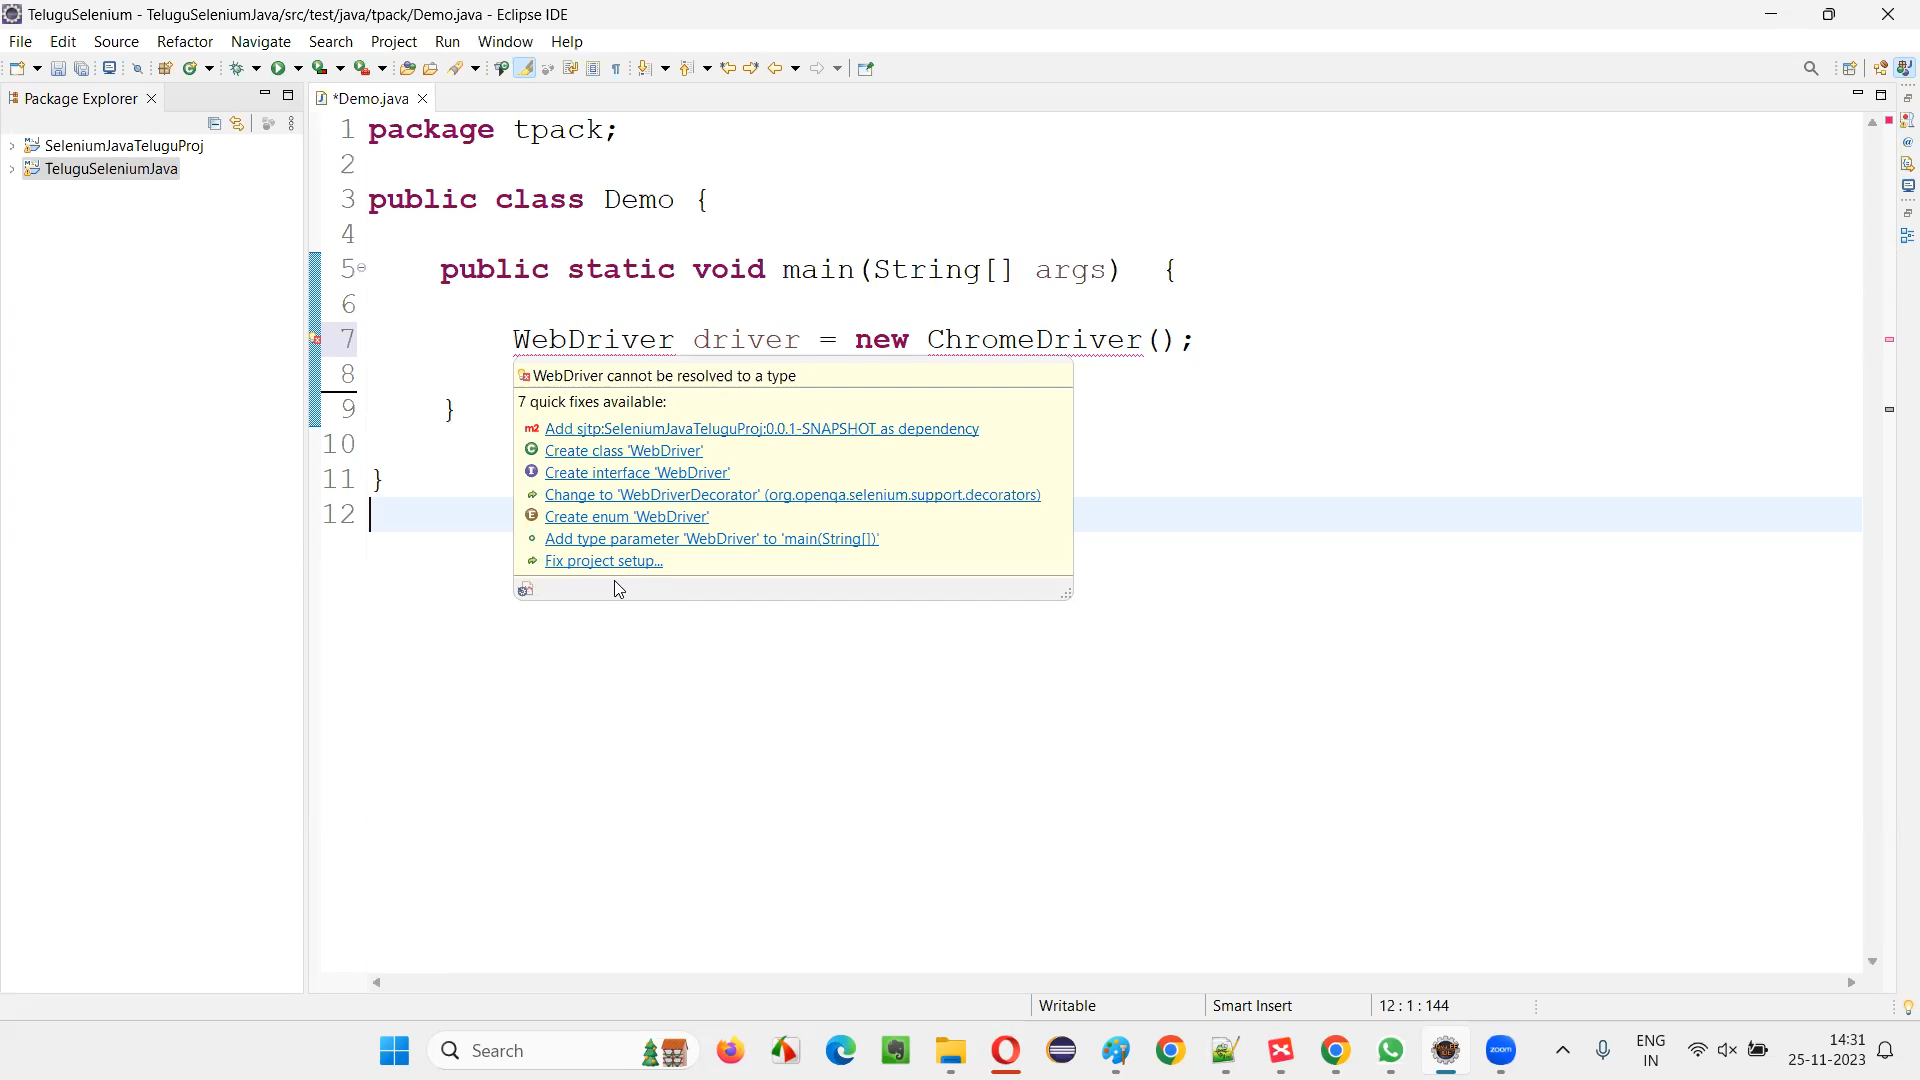 TeluguSelenium - TeluguSeleniumJava/src/test/java/tpack/Demo.java - Eclipse IDE
File Edit Source Refactor Navigate Search Project Run Window Help
Package Explorer
*Demo.java
SeleniumJavaTeluguProj
TeluguSeleniumJava
1 package tpack;
2
3 public class Demo {
4
5 public static void main(String[] args) {
6
7 WebDriver driver = new ChromeDriver();
8
9 }
10
11 }
12
WebDriver cannot be resolved to a type
7 quick fixes available:
Add sjtp:SeleniumJavaTeluguProj:0.0.1-SNAPSHOT as dependency
Create class 'WebDriver'
Create interface 'WebDriver'
Change to 'WebDriverDecorator' (org.openqa.selenium.support.decorators)
Create enum 'WebDriver'
Add type parameter 'WebDriver' to 'main(String[])'
Fix project setup...
Writable Smart Insert 12 : 1 : 144
Search
zoom
ENG
IN
14:31
25-11-2023